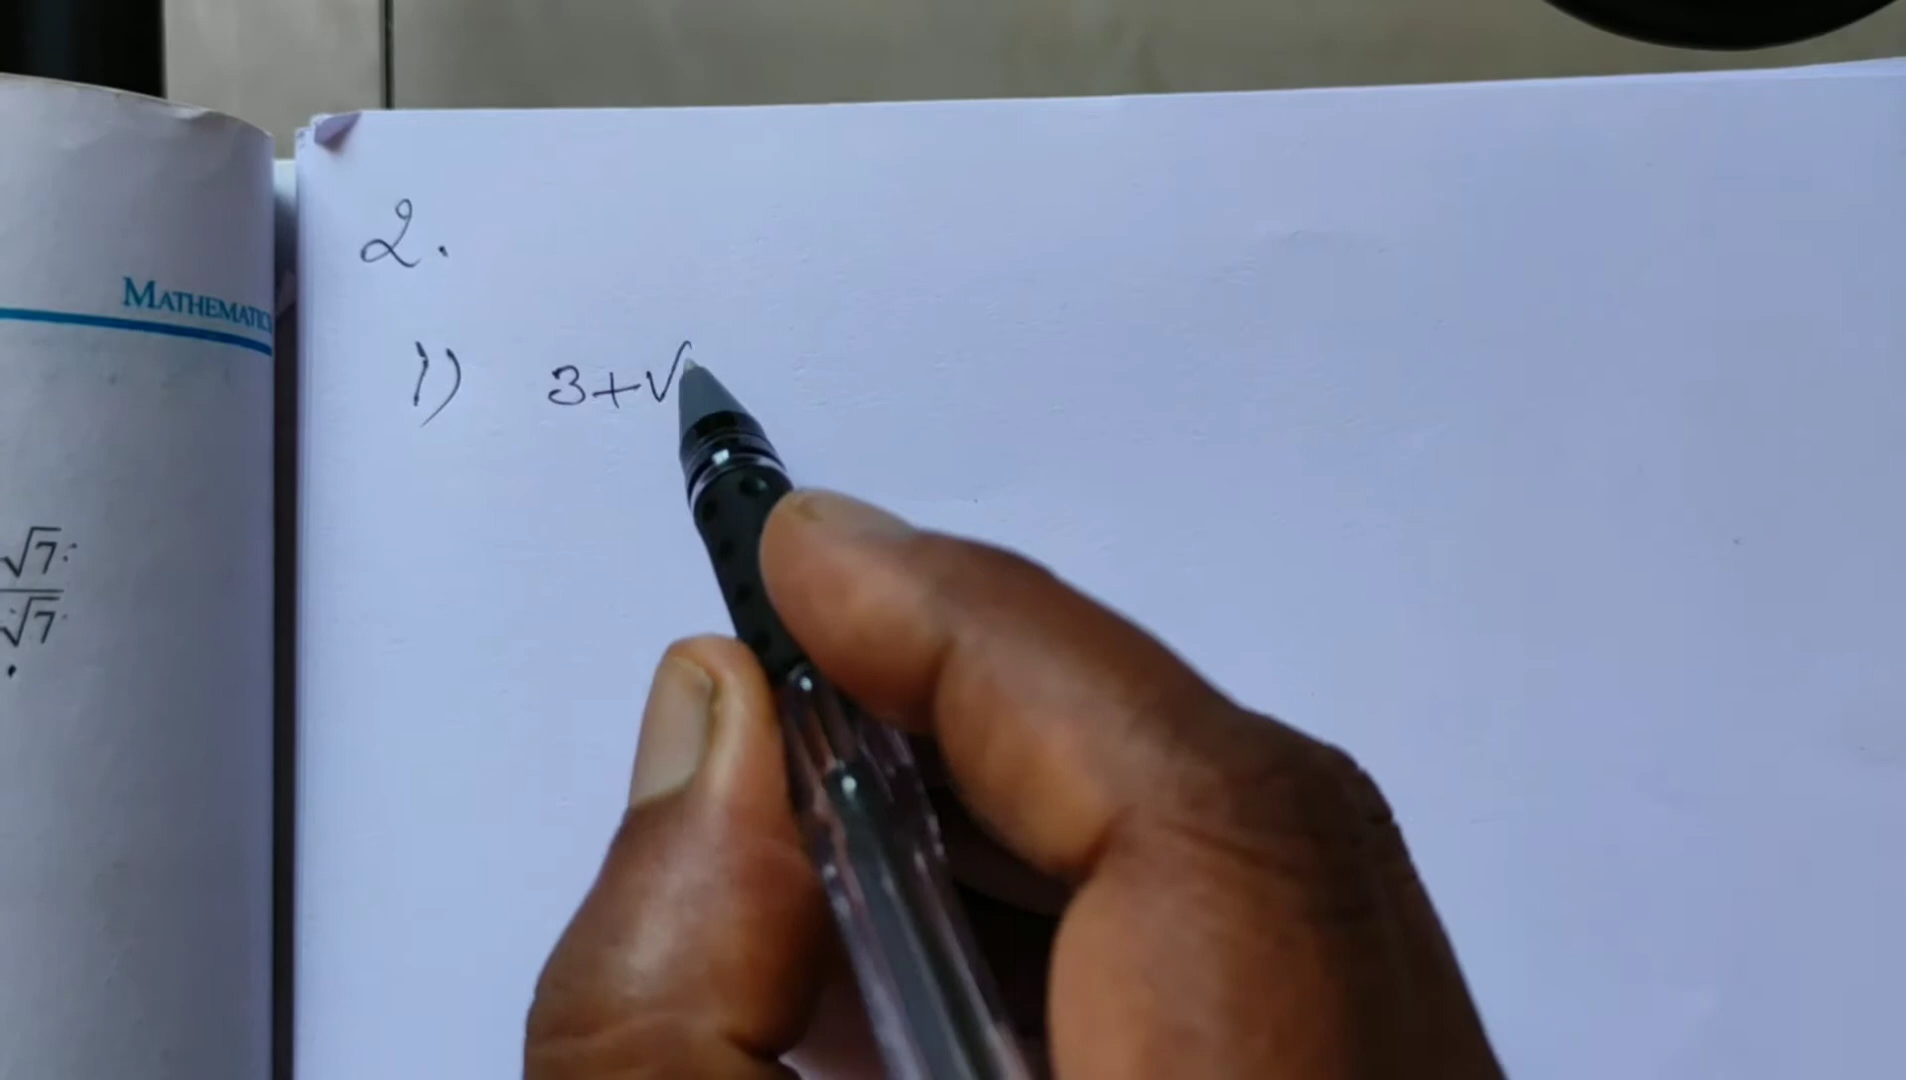 MATHEMATIC
√7
√7
2.
1) 3+√